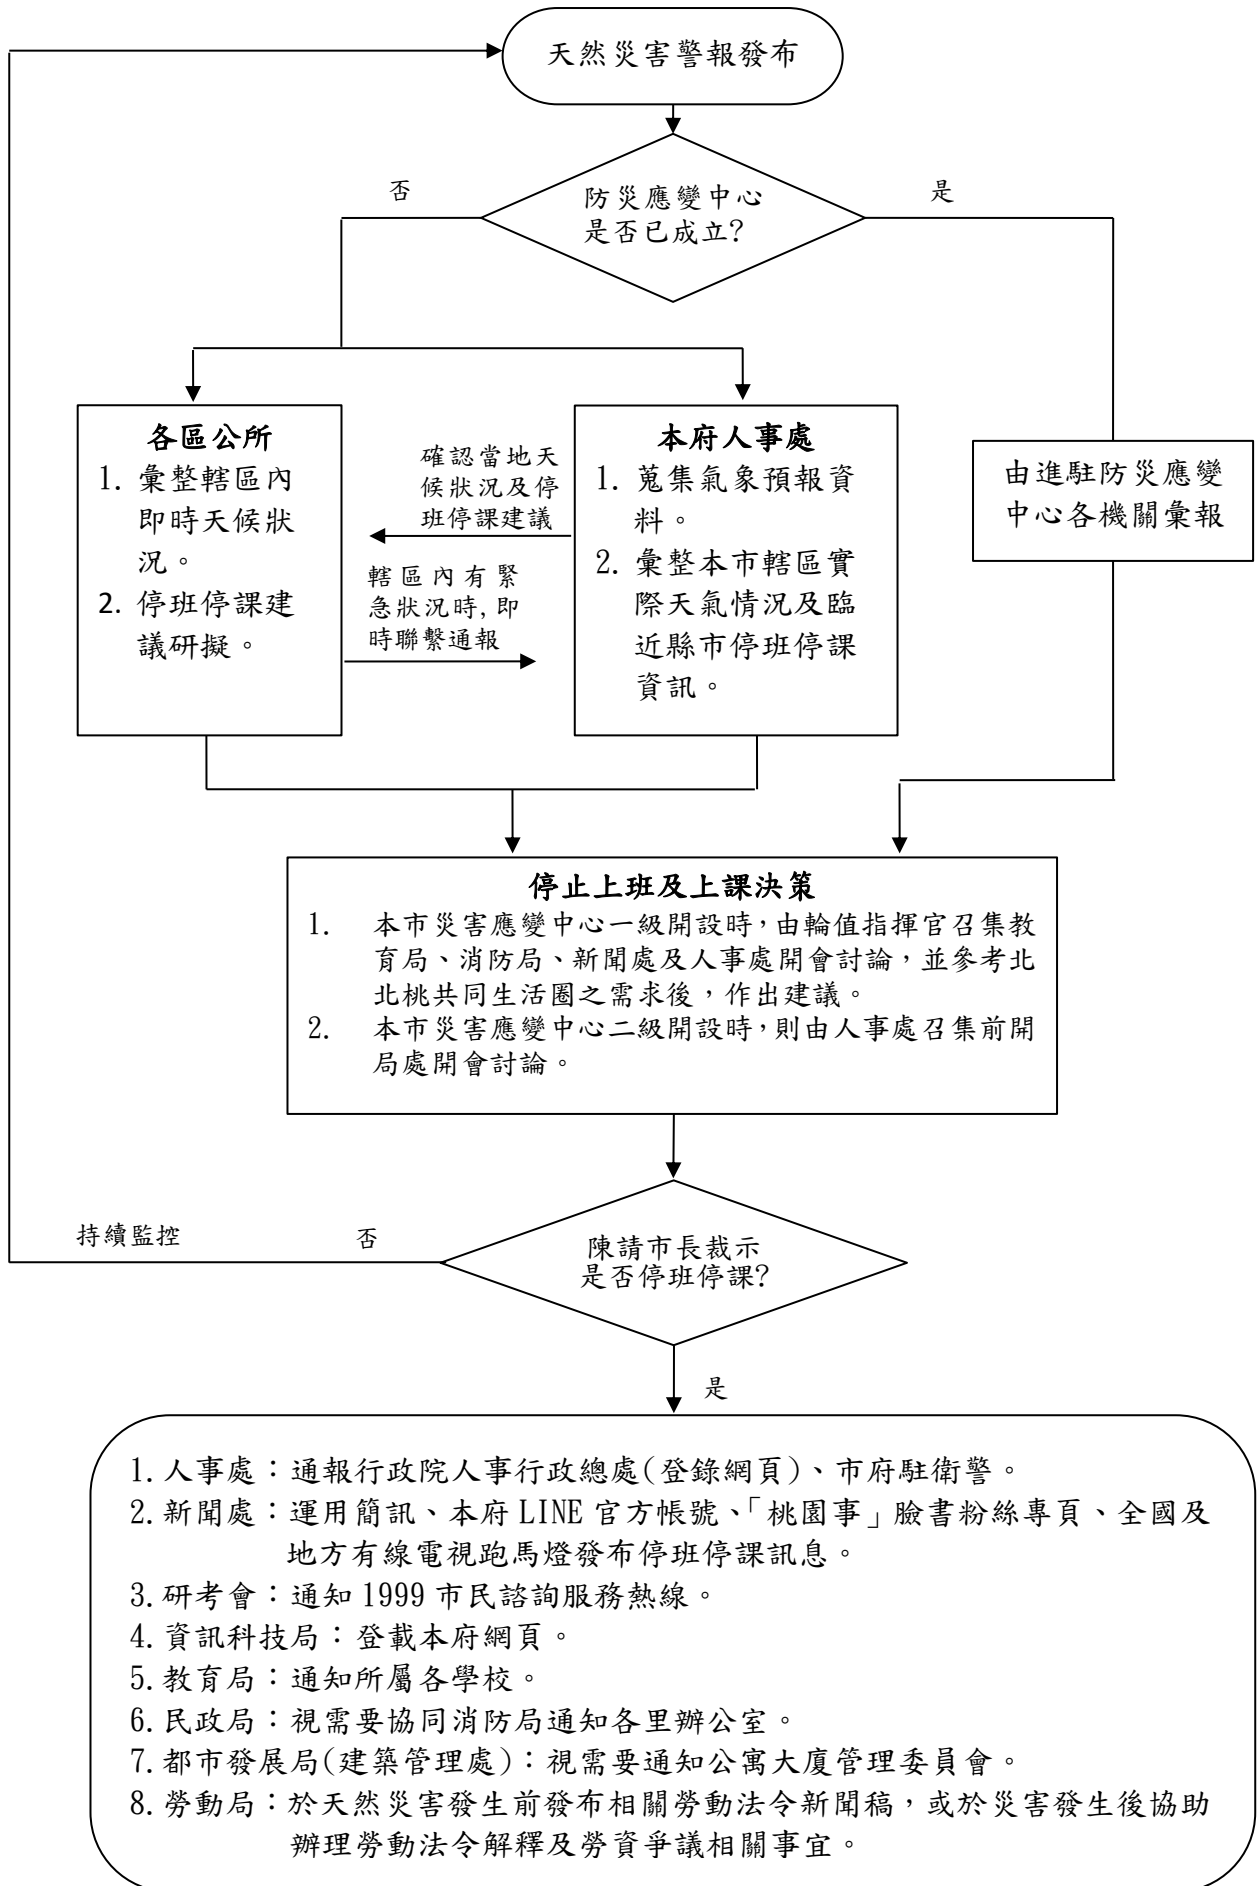 天然災害警報發布
防災應變中心
是否已成立?
否
是
各區公所
1. 彙整轄區內
即時天候狀
況。
2. 停班停課建
議研擬。
確認當地天
候狀況及停
班停課建議
轄區內有緊
急狀況時,即
時聯繫通報
本府人事處
1. 蒐集氣象預報資
料。
2. 彙整本市轄區實
際天氣情況及臨
近縣市停班停課
資訊。
由進駐防災應變
中心各機關彙報
停止上班及上課決策
1. 本市災害應變中心一級開設時,由輪值指揮官召集教
育局、消防局、新聞處及人事處開會討論,並參考北
北桃共同生活圈之需求後,作出建議。
2. 本市災害應變中心二級開設時,則由人事處召集前開
局處開會討論。
持續監控
否
陳請市長裁示
是否停班停課?
是
1.人事處：通報行政院人事行政總處(登錄網頁)、市府駐衛警。
2.新聞處：運用簡訊、本府 LINE 官方帳號、「桃園事」臉書粉絲專頁、全國及
地方有線電視跑馬燈發布停班停課訊息。
3.研考會：通知 1999 市民諮詢服務熱線。
4.資訊科技局：登載本府網頁。
5.教育局：通知所屬各學校。
6.民政局：視需要協同消防局通知各里辦公室。
7.都市發展局(建築管理處)：視需要通知公寓大廈管理委員會。
8.勞動局：於天然災害發生前發布相關勞動法令新聞稿，或於災害發生後協助
辦理勞動法令解釋及勞資爭議相關事宜。